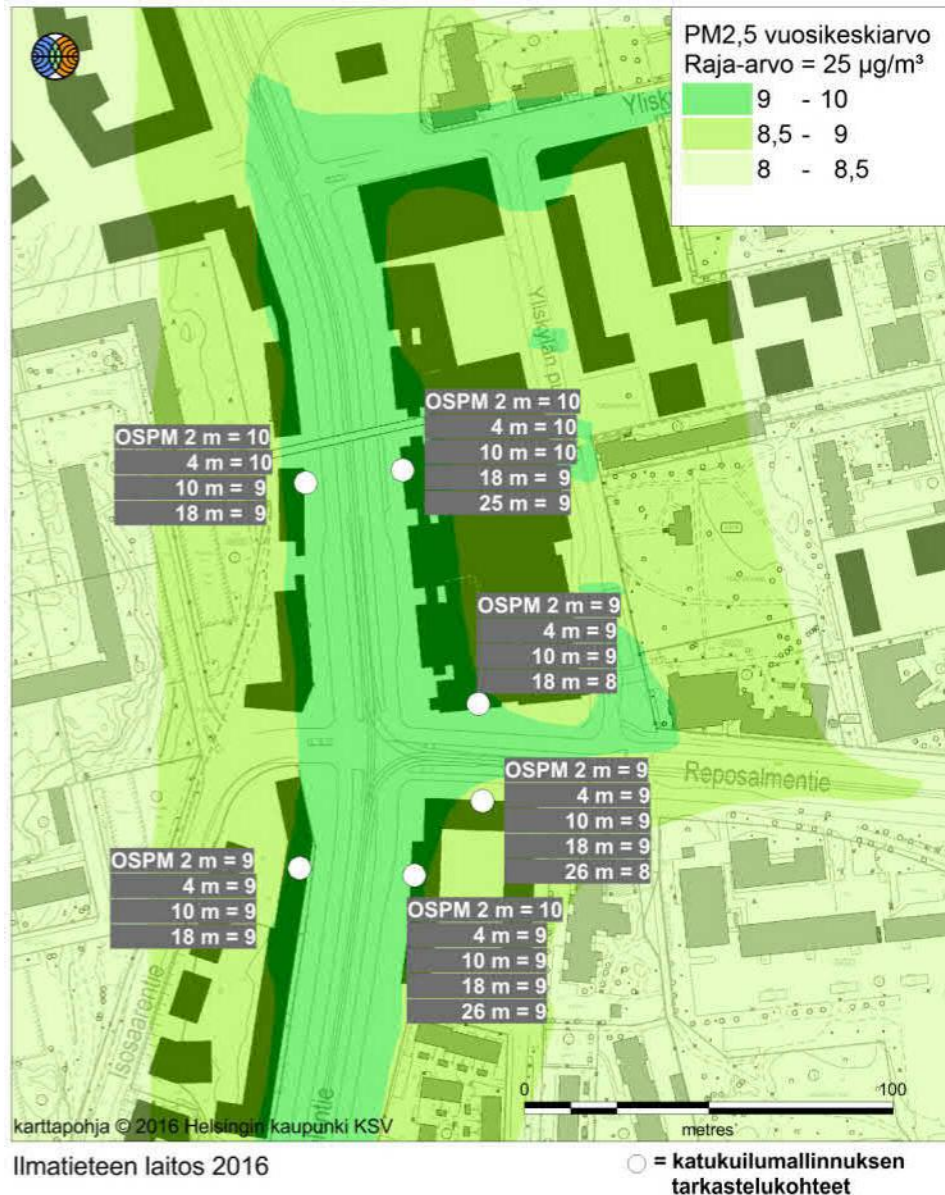 PM2,5 vuosikeskiarvo
Raja-arvo = 25 µg/m³
9 - 10
8,5 - 9
8 - 8,5
OSPM 2 m = 10
4 m = 10
10 m = 10
18 m = 9
25 m = 9
OSPM 2 m = 10
4 m = 10
10 m = 9
18 m = 9
OSPM 2 m = 9
4 m = 9
10 m = 9
18 m = 8
Reposalmentie
OSPM 2 m = 9
4 m = 9
10 m = 9
18 m = 9
26 m = 8
OSPM 2 m = 9
4 m = 9
10 m = 9
18 m = 9
OSPM 2 m = 10
4 m = 9
10 m = 9
18 m = 9
26 m = 9
sosaarentie
0 100
metres
karttapohja © 2016 Helsingin kaupunki KSV
Ilmatieteen laitos 2016
= katukuilumallinnuksen
tarkastelukohteet